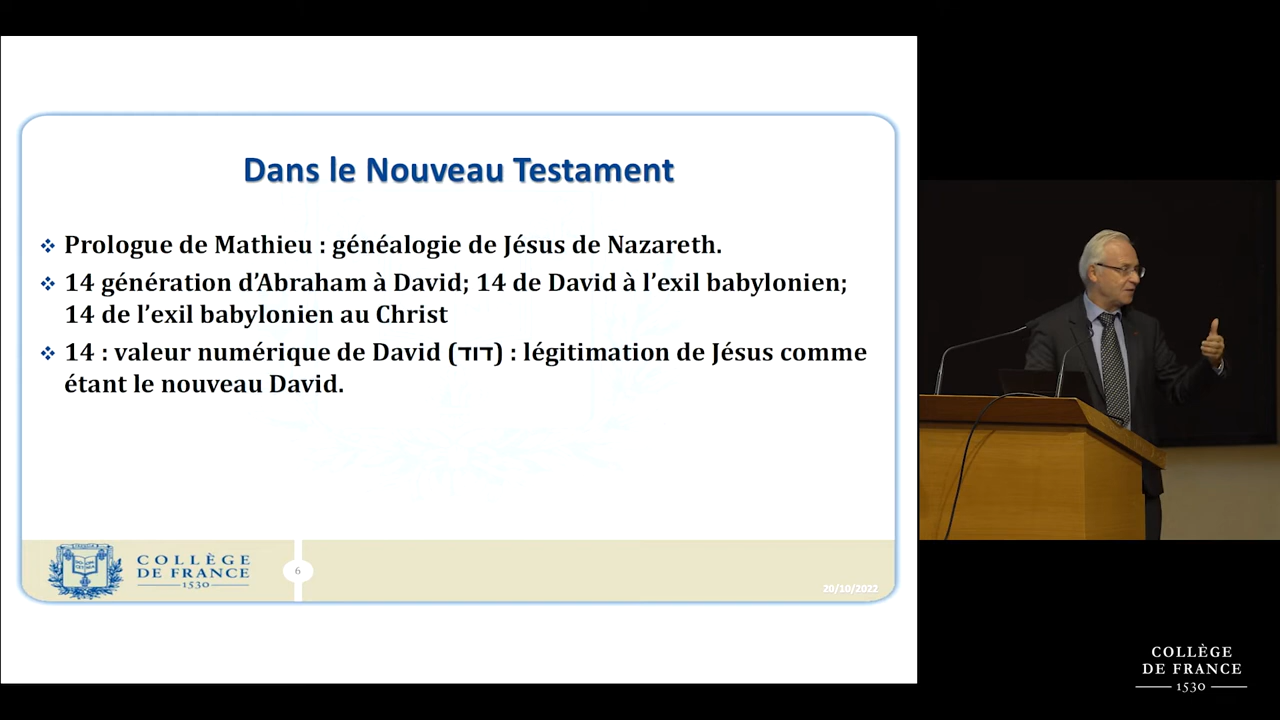 Dans le Nouveau Testament
❖ Prologue de Mathieu : généalogie de Jésus de Nazareth.
❖ 14 génération d’Abraham à David; 14 de David à l’exil babylonien;
14 de l’exil babylonien au Christ
❖ 14 : valeur numérique de David (דוד) : légitimation de Jésus comme
étant le nouveau David.
COLLÈGE
DE FRANCE
1530
6
20/10/2022
COLLÈGE
DE FRANCE
1530